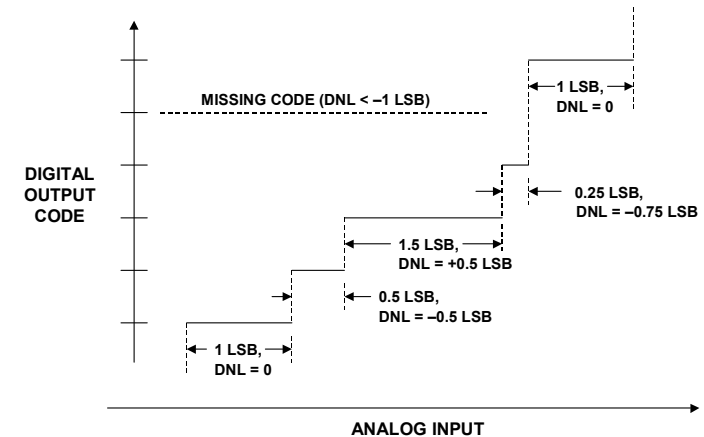 1 LSB,
DNL = 0
MISSING CODE (DNL < –1 LSB)
DIGITAL
OUTPUT
CODE
0.25 LSB,
DNL = –0.75 LSB
1.5 LSB,
DNL = +0.5 LSB
0.5 LSB,
DNL = –0.5 LSB
1 LSB,
DNL = 0
ANALOG INPUT